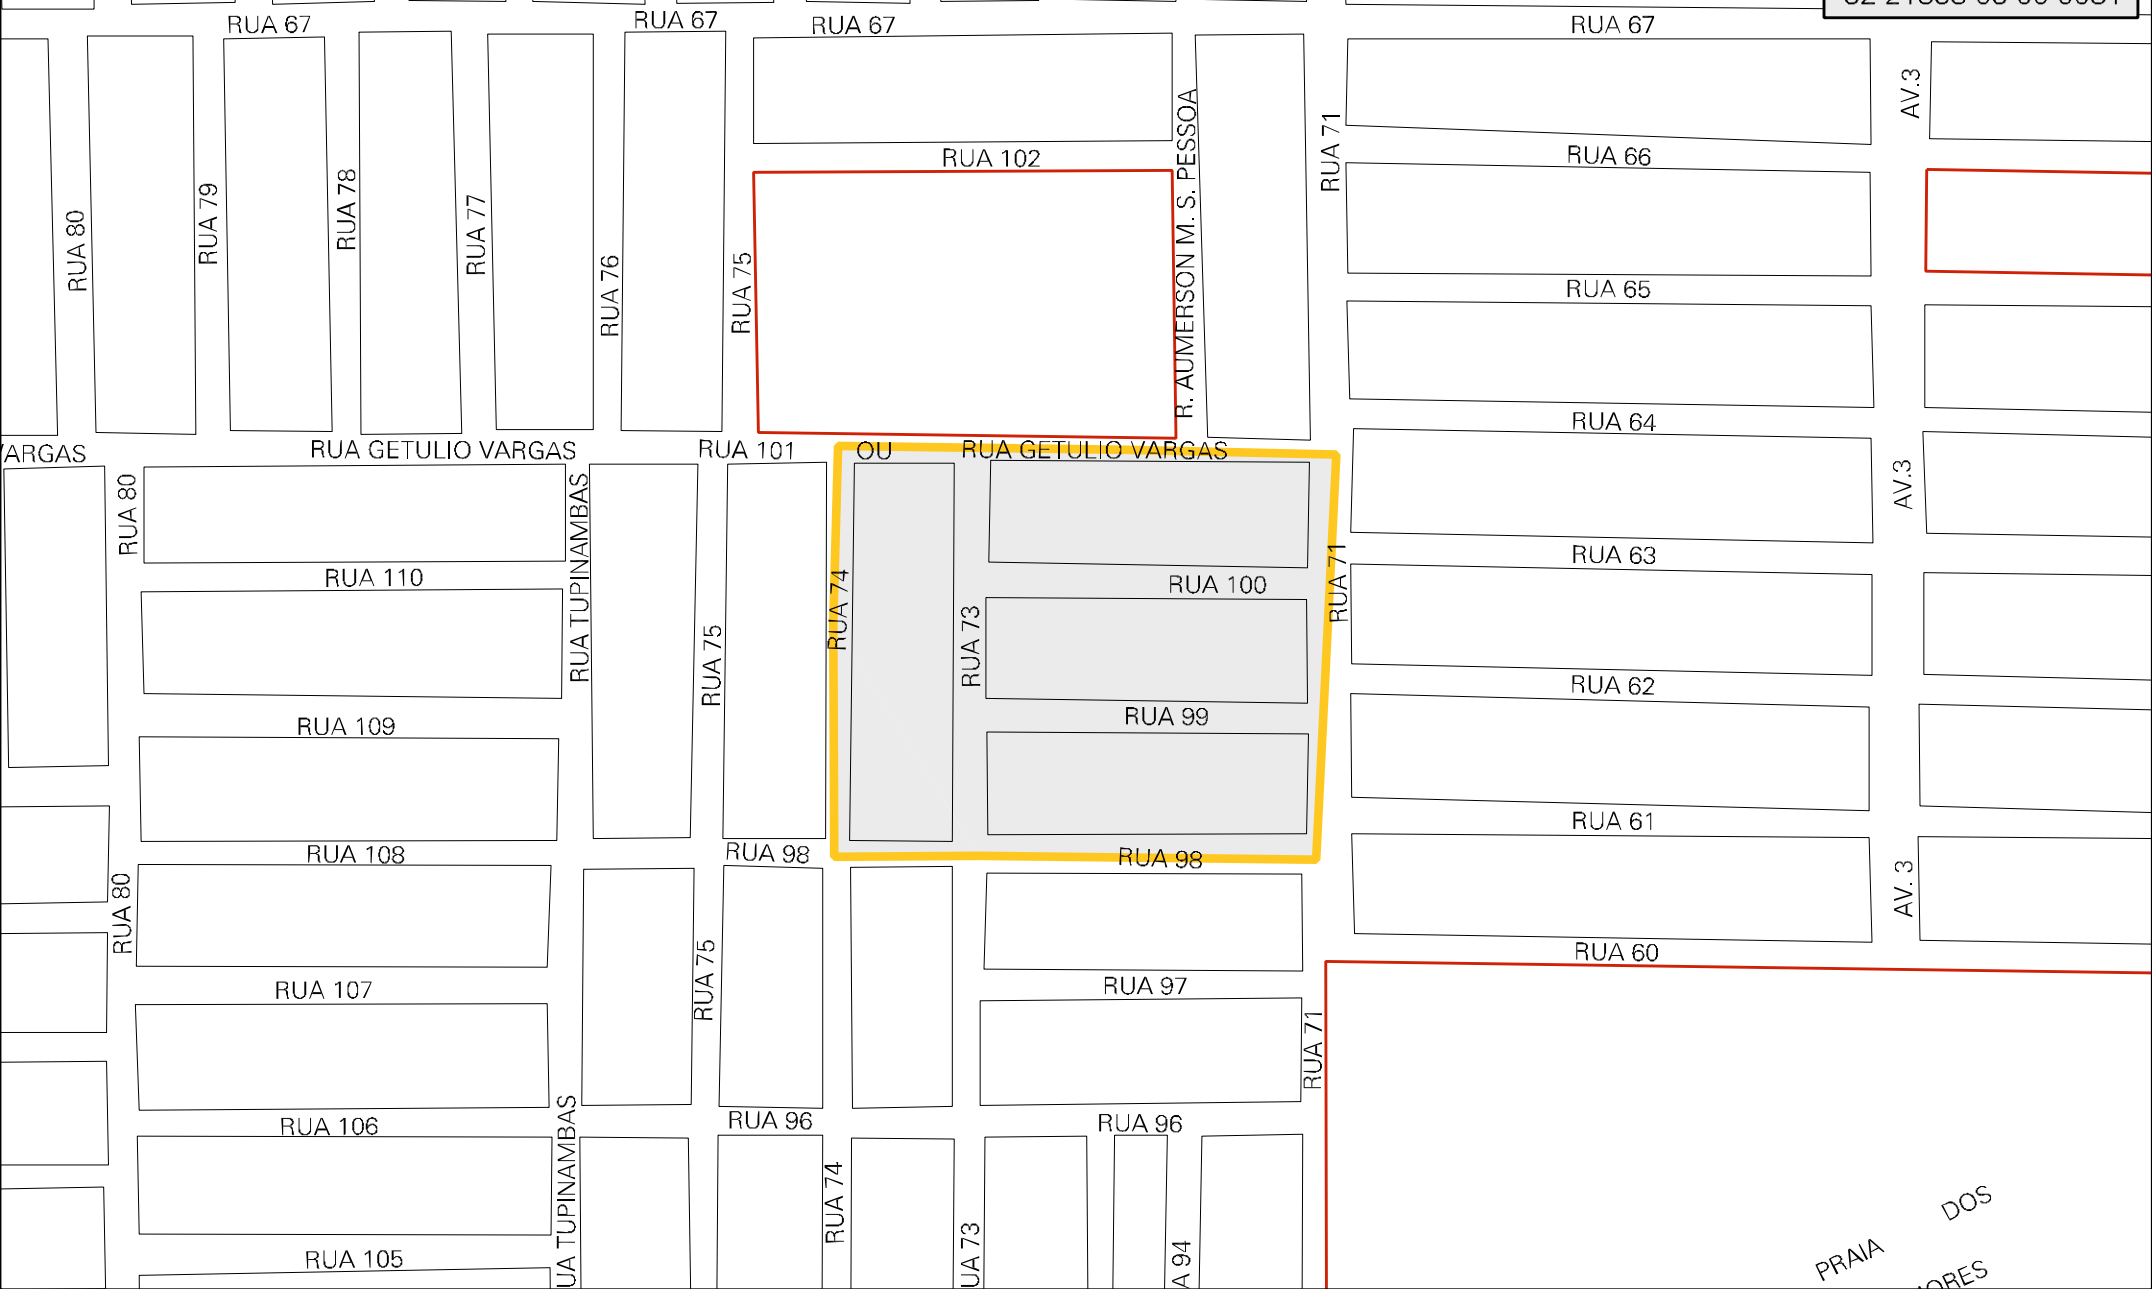 RUA 67
RUA 67
RUA 67
RUA 67
AV.3
RUA 71
R. AUMERSON M. S. PESSOA
RUA 102
RUA 66
RUA 80
RUA 79
RUA 78
RUA 77
RUA 76
RUA 75
RUA 65
RUA 64
VARGAS
RUA GETULIO VARGAS
RUA 101
OU
RUA GETULIO VARGAS
RUA 80
RUA TUPINAMBAS
AV.3
RUA 63
RUA 110
RUA 74
RUA 100
RUA 71
RUA 73
RUA 75
RUA 62
RUA 99
RUA 109
RUA 61
RUA 108
RUA 98
RUA 98
RUA 80
AV. 3
RUA 60
RUA 75
RUA 107
RUA 97
RUA 71
RUA 106
RUA 96
RUA 96
UA TUPINAMBAS
RUA 74
UA 73
A 94
RUA 105
DOS
PRAIA